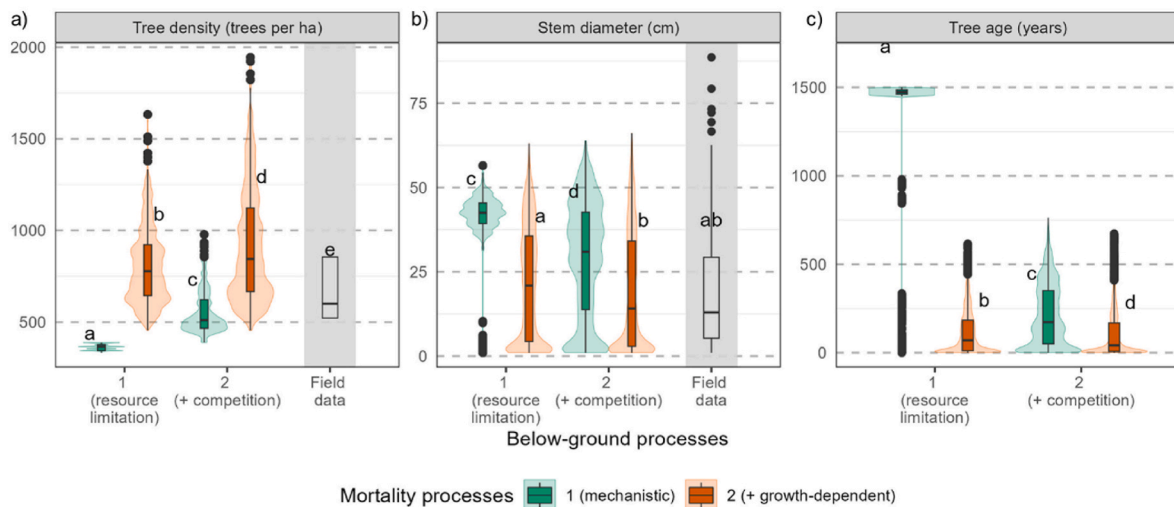 a)
Tree density (trees per ha)
2000
1500
1000
500
a
b
c
d
e
1
(resource
limitation)
2
(+ competition)
Field
data
b)
Stem diameter (cm)
75
50
25
0
c
a
d
b
ab
1
(resource
limitation)
2
(+ competition)
Field
data
c)
Tree age (years)
1500
1000
500
0
a
b
c
d
1
(resource
limitation)
2
(+ competition)
Below-ground processes
Mortality processes 1 (mechanistic) 2 (+ growth-dependent)